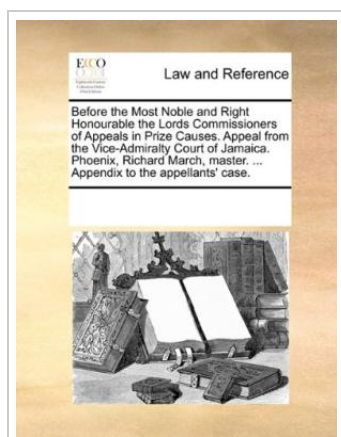 ECCO
Law and Reference
Before the Most Noble and Right
Honourable the Lords Commissioners
of Appeals in Prize Causes. Appeal from
the Vice-Admiralty Court of Jamaica.
Phoenix, Richard March, master. ...
Appendix to the appellants' case.